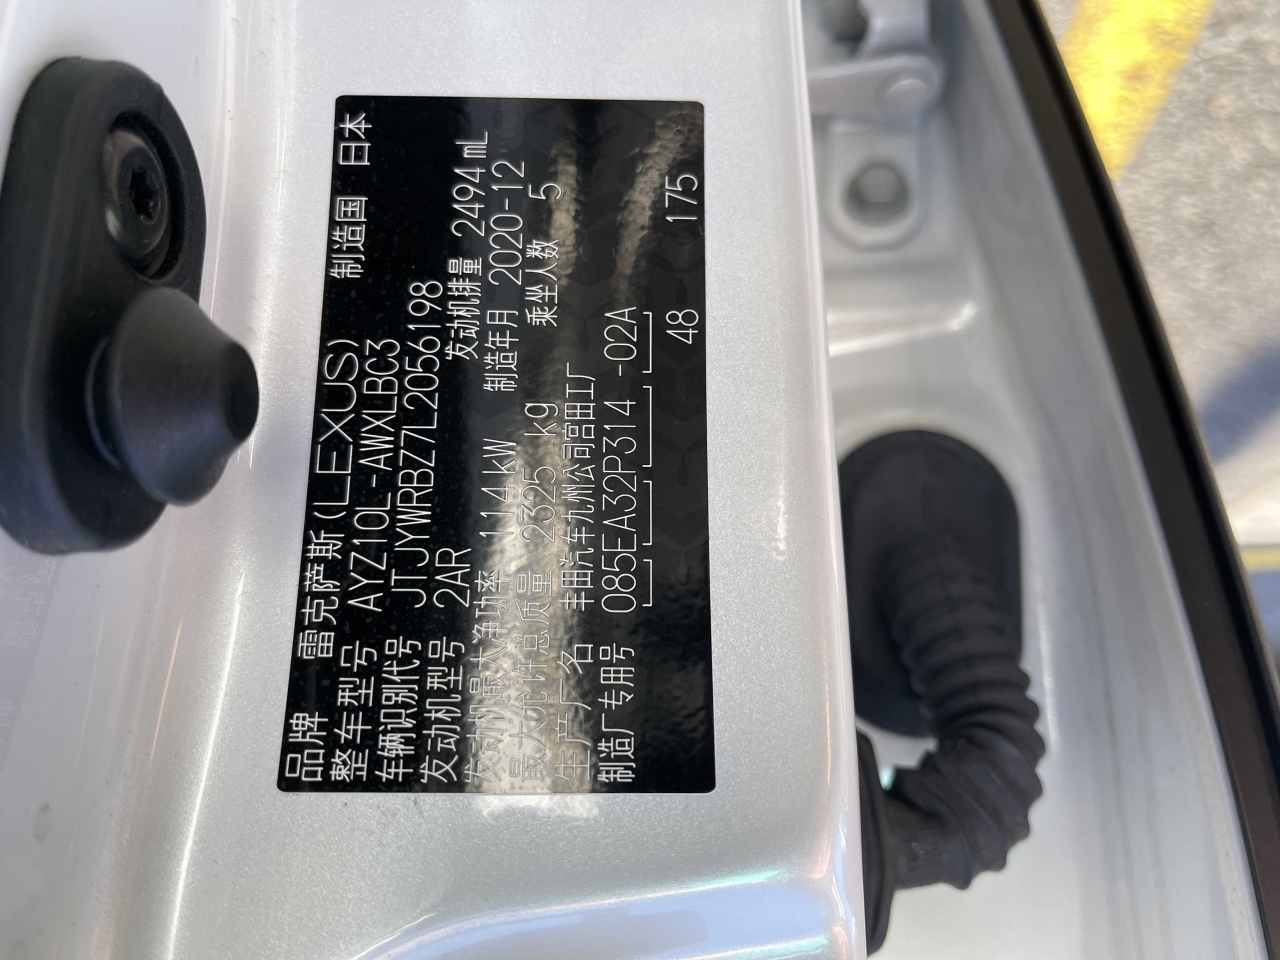 品牌 雷克萨斯(LEXUS) 制造国 日本
整车型号 AYZ10L-AWXLBC3
车辆识别代号 JTJYWRBZ7L2056198
发动机型号 2AR 发动机排量 2494mL
发动机最大净功率 114kW 制造年月 2020-12
最大允许总质量 2325 kg 乘坐人数 5
生产厂名 丰田汽车九州公司宫田工厂
制造厂专用号 085EA32P314 -02A
48 175